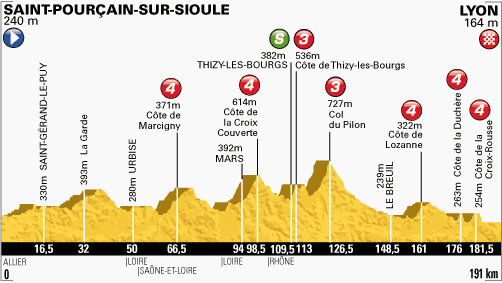 SAINT-POURÇAIN-SUR-SIOULE
240 m
LYON
164 m
S
382m
THIZY-LES-BOURGS
3
536m
Côte de Thizy-les-Bourgs
4
371m
Côte de
Marcigny
4
614m
Côte de
la Croix
Couverte
3
727m
Col
du Pilon
4
322m
Côte de
Lozanne
4
263m Côte de la Duchère
4
254m Côte de la
Croix-Rousse
330m SAINT-GÉRAND-LE-PUY
393m La Garde
280m URBISE
392m
MARS
239m
LE BREUIL
16,5 32 50 66,5 94 98,5 109,5 113 126,5 148,5 161 176 181,5
ALLIER LOIRE LOIRE RHÔNE
SAÔNE-ET-LOIRE
0 191 km